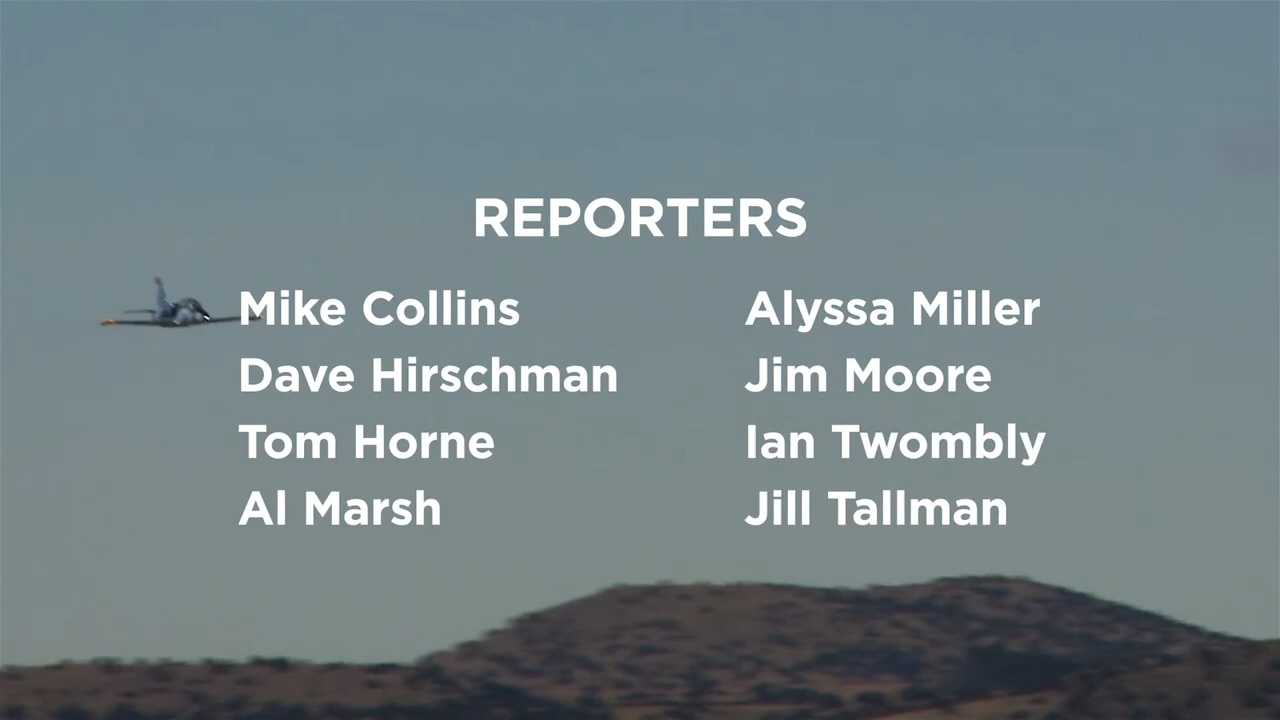 REPORTERS
Mike Collins
Dave Hirschman
Tom Horne
Al Marsh
Alyssa Miller
Jim Moore
Ian Twombly
Jill Tallman